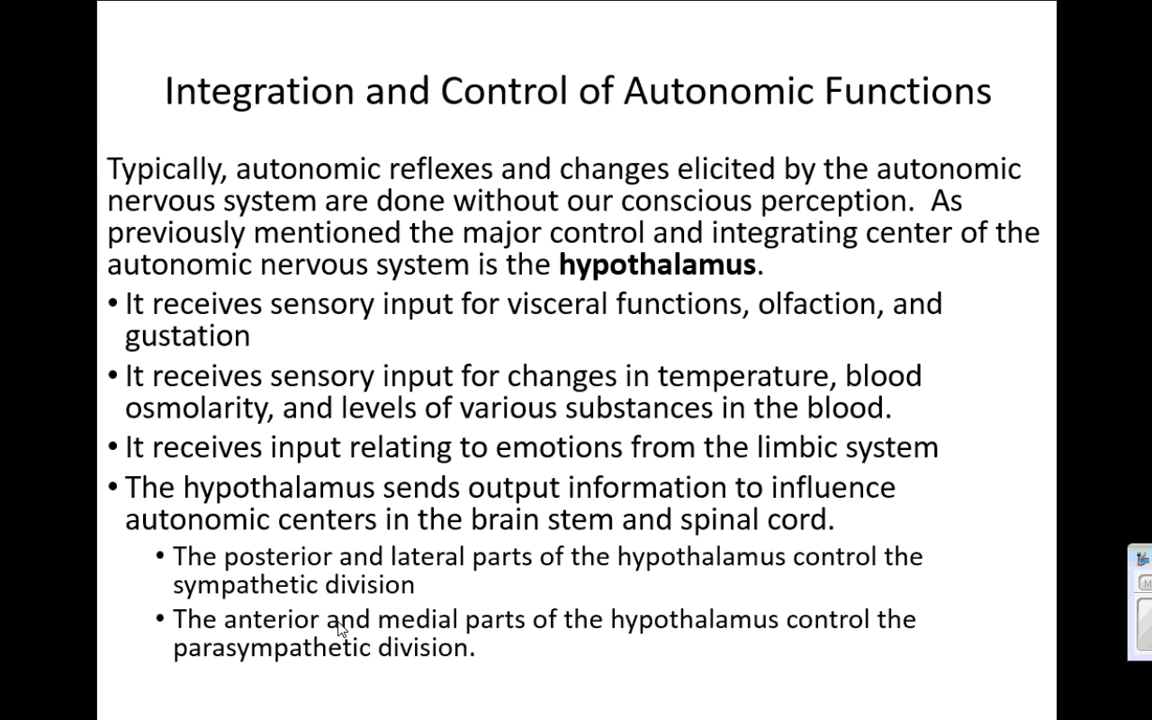 Integration and Control of Autonomic Functions
Typically, autonomic reflexes and changes elicited by the autonomic
nervous system are done without our conscious perception.  As
previously mentioned the major control and integrating center of the
autonomic nervous system is the hypothalamus.
• It receives sensory input for visceral functions, olfaction, and
gustation
• It receives sensory input for changes in temperature, blood
osmolarity, and levels of various substances in the blood.
• It receives input relating to emotions from the limbic system
• The hypothalamus sends output information to influence
autonomic centers in the brain stem and spinal cord.
• The posterior and lateral parts of the hypothalamus control the
sympathetic division
• The anterior and medial parts of the hypothalamus control the
parasympathetic division.